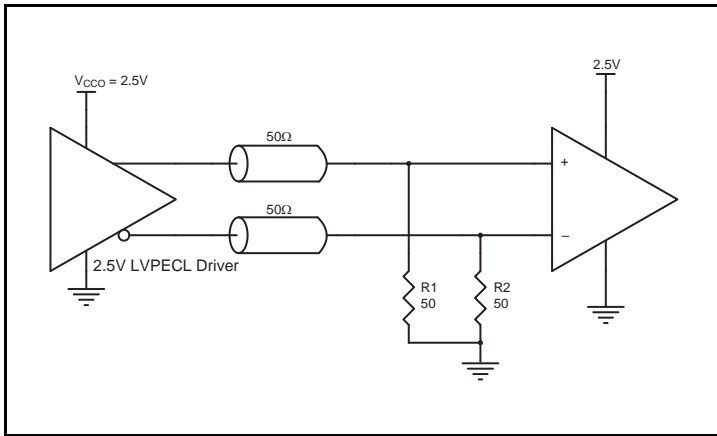 V_CCO = 2.5V
2.5V
50Ω
+
50Ω
–
2.5V LVPECL Driver
R1
50
R2
50